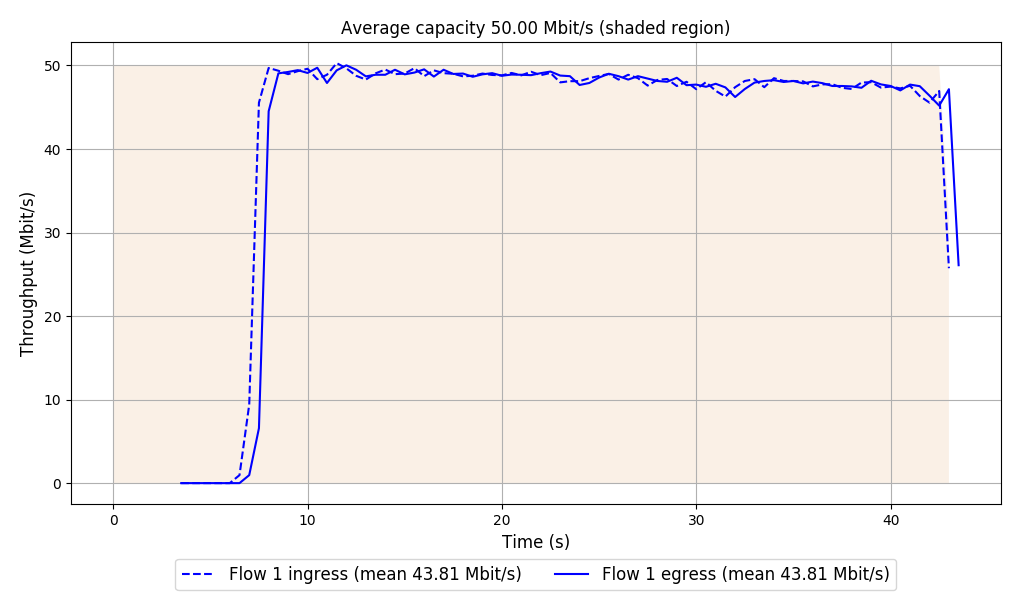 Average capacity 50.00 Mbit/s (shaded region)
Throughput (Mbit/s)
50
40
30
20
10
0
0 10 20 30 40
Time (s)
Flow 1 ingress (mean 43.81 Mbit/s) Flow 1 egress (mean 43.81 Mbit/s)